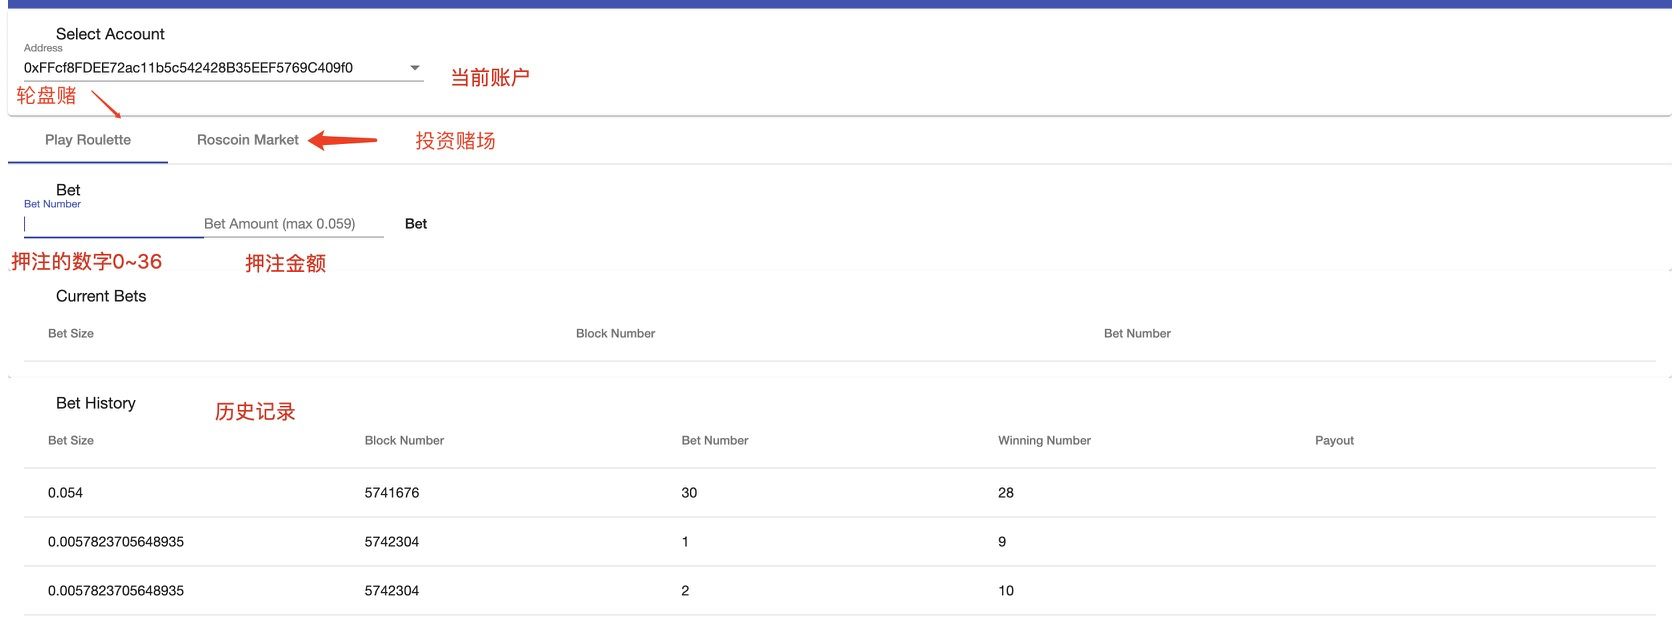 Select Account
Address
0xFFcf8FDEE72ac11b5c542428B35EEF5769C409f0
当前账户
轮盘赌
Play Roulette Roscoin Market 投资赌场
Bet
Bet Number
Bet Amount (max 0.059) Bet
押注的数字0~36 押注金额
Current Bets
Bet Size Block Number Bet Number
Bet History 历史记录
Bet Size Block Number Bet Number Winning Number Payout
0.054 5741676 30 28
0.0057823705648935 5742304 1 9
0.0057823705648935 5742304 2 10